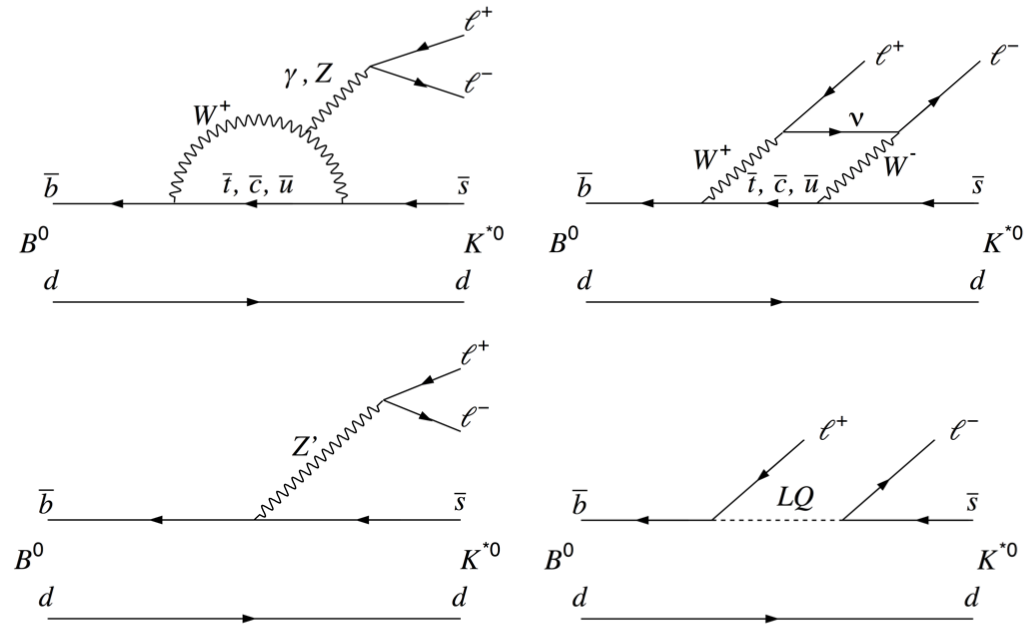 ℓ⁺
γ , Z
ℓ⁻
W⁺
b̅ t̅, c̅, u̅ s̅
B⁰ K*⁰
d d
ℓ⁺ ℓ⁻
ν
W⁺ W⁻
b̅ t̅, c̅, u̅ s̅
B⁰ K*⁰
d d
ℓ⁺
ℓ⁻
Z'
b̅ s̅
B⁰ K*⁰
d d
ℓ⁺ ℓ⁻
LQ
b̅ s̅
B⁰ K*⁰
d d